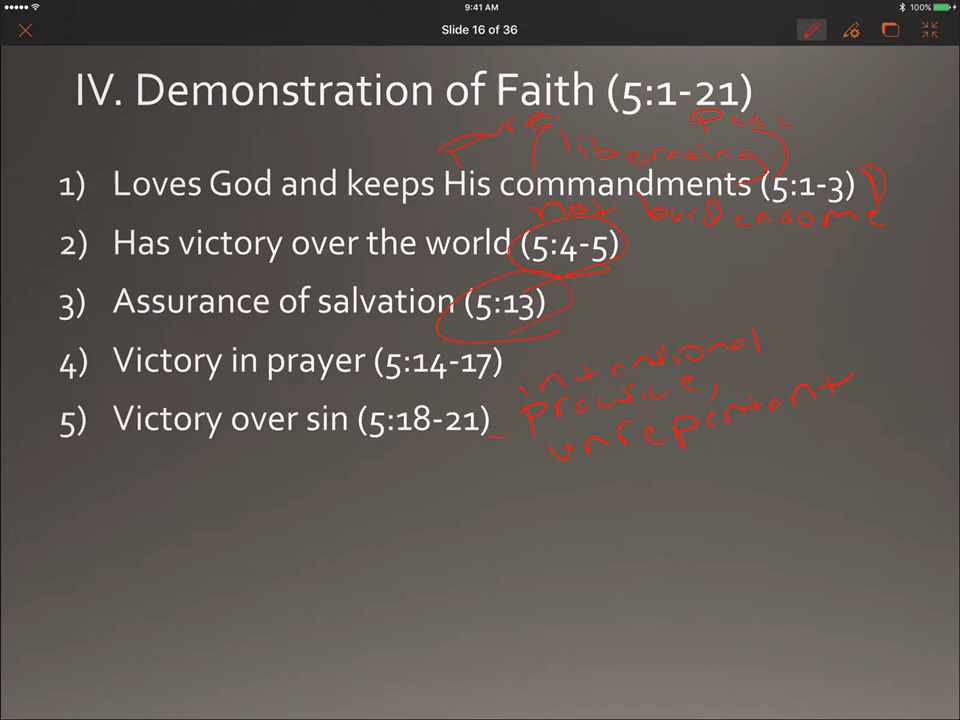 9:41 AM
100%
Slide 16 of 36
IV. Demonstration of Faith (5:1-21)
pure
liberating
1) Loves God and keeps His commandments (5:1-3)
not burdensome
2) Has victory over the world (5:4-5)
3) Assurance of salvation (5:13)
4) Victory in prayer (5:14-17)
intentional
practice,
5) Victory over sin (5:18-21)
unrepentant